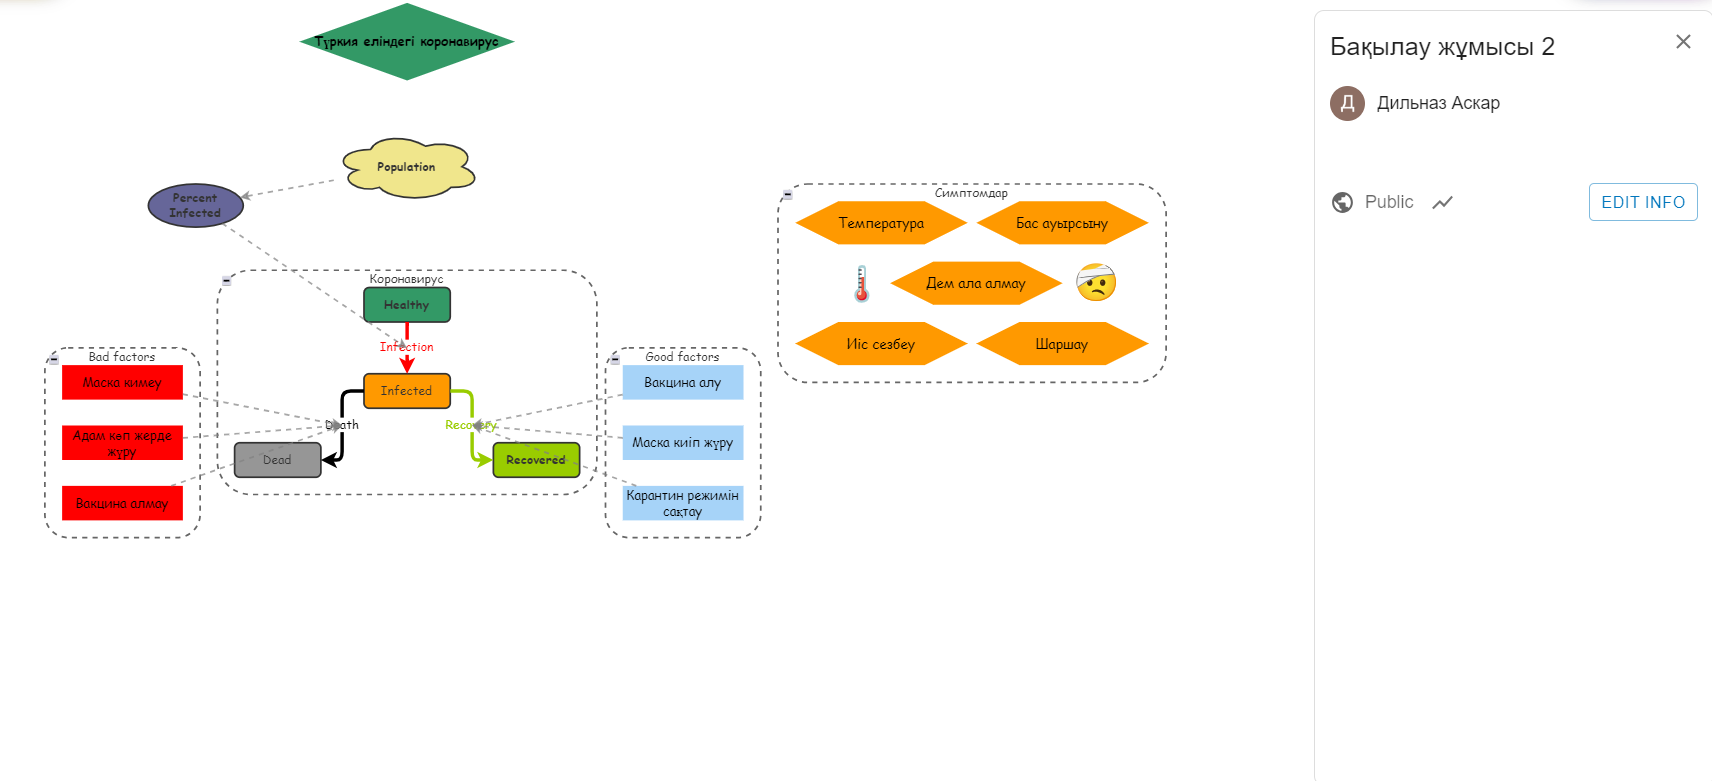 Түркия еліндегі коронавирус
Population
Percent
Infected
Коронавирус
Healthy
Infection
Infected
Death
Recovery
Dead
Recovered
Bad factors
Маска кимеу
Адам көп жерде
жүру
Вакцина алмау
Good factors
Вакцина алу
Маска киіп жүру
Карантин режимін
сақтау
Симптомдар
Температура
Бас ауырсыну
Дем ала алмау
Иіс сезбеу
Шаршау
Бақылау жұмысы 2
Д
Дильназ Аскар
Public
EDIT INFO